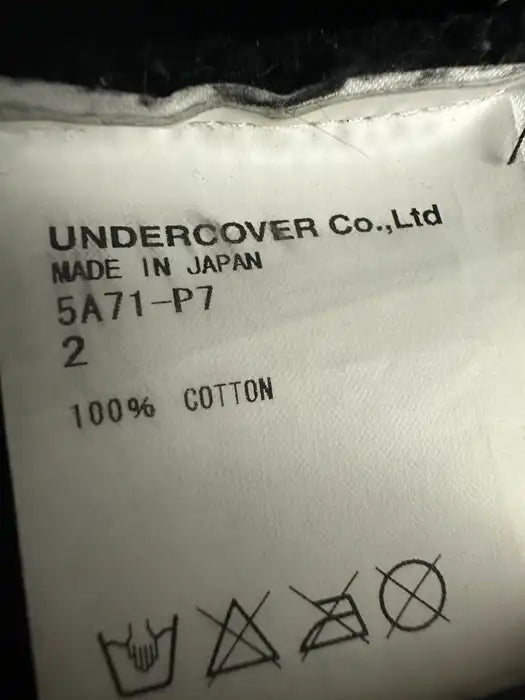 UNDERCOVER Co.,Ltd
MADE IN JAPAN
5A71-P7
2
100% COTTON